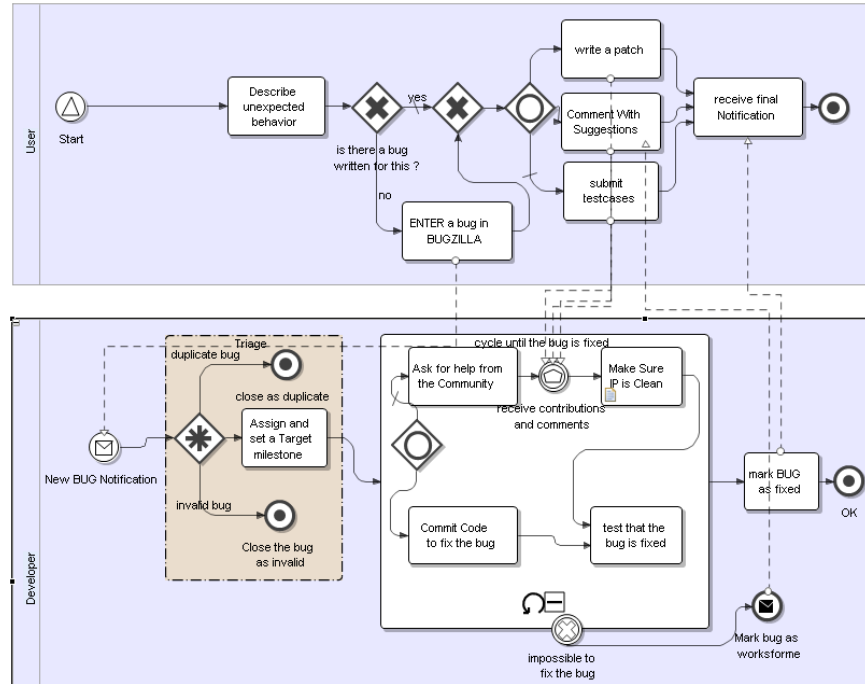 User
Start
Describe
unexpected
behavior
yes
is there a bug
written for this ?
no
ENTER a bug in
BUGZILLA
write a patch
Comment With
Suggestions
submit
testcases
receive final
Notification
Developer
New BUG Notification
Triage
duplicate bug
close as duplicate
Assign and
set a Target
milestone
invalid bug
Close the bug
as invalid
cycle until the bug is fixed
Ask for help from
the Community
receive contributions
and comments
Make Sure
IP is Clean
Commit Code
to fix the bug
test that the
bug is fixed
impossible to
fix the bug
mark BUG
as fixed
OK
Mark bug as
worksforme